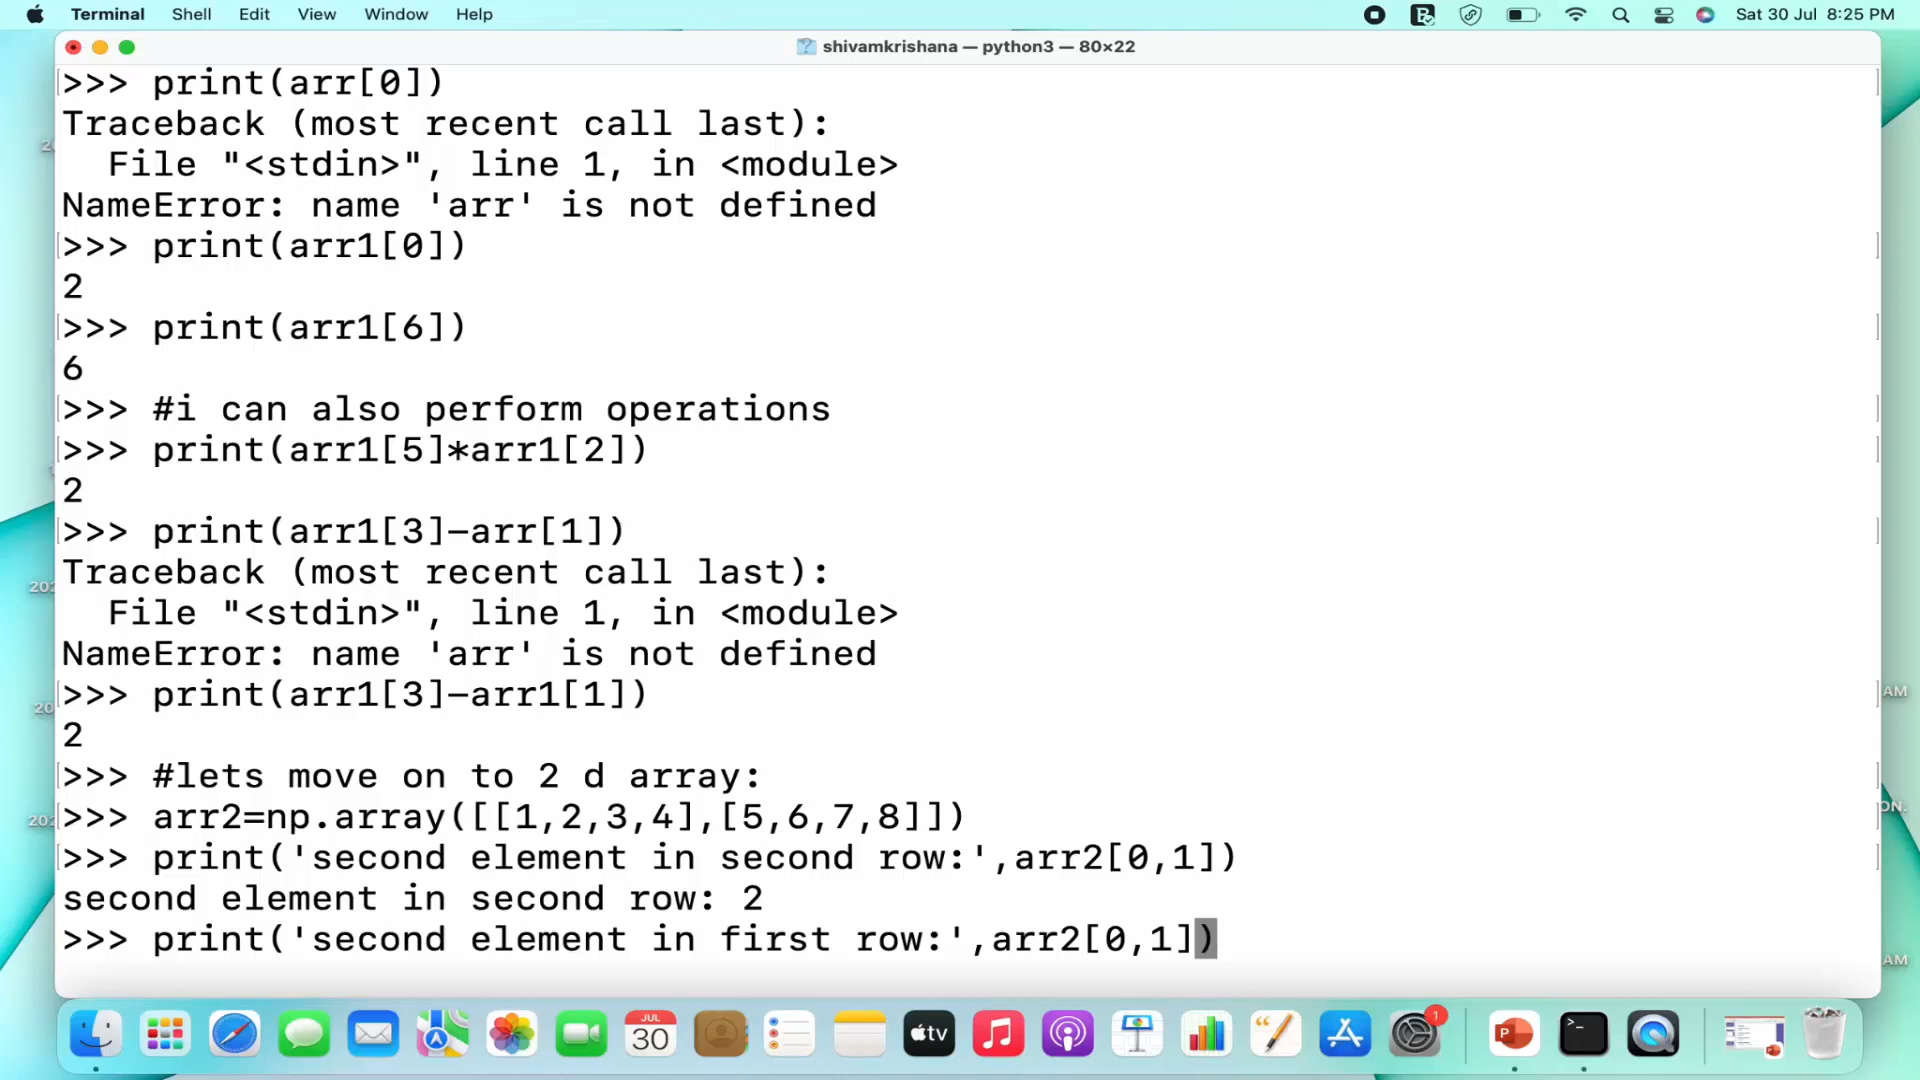 Terminal Shell Edit View Window Help Sat 30 Jul 8:25 PM
shivamkrishana — python3 — 80×22
>>> print(arr[0])
Traceback (most recent call last):
  File "<stdin>", line 1, in <module>
NameError: name 'arr' is not defined
>>> print(arr1[0])
2
>>> print(arr1[6])
6
>>> #i can also perform operations
>>> print(arr1[5]*arr1[2])
2
>>> print(arr1[3]-arr[1])
Traceback (most recent call last):
  File "<stdin>", line 1, in <module>
NameError: name 'arr' is not defined
>>> print(arr1[3]-arr1[1])
2
>>> #lets move on to 2 d array:
>>> arr2=np.array([[1,2,3,4],[5,6,7,8]])
>>> print('second element in second row:',arr2[0,1])
second element in second row: 2
>>> print('second element in first row:',arr2[0,1])
AM
AM
JUL
30
tv
1